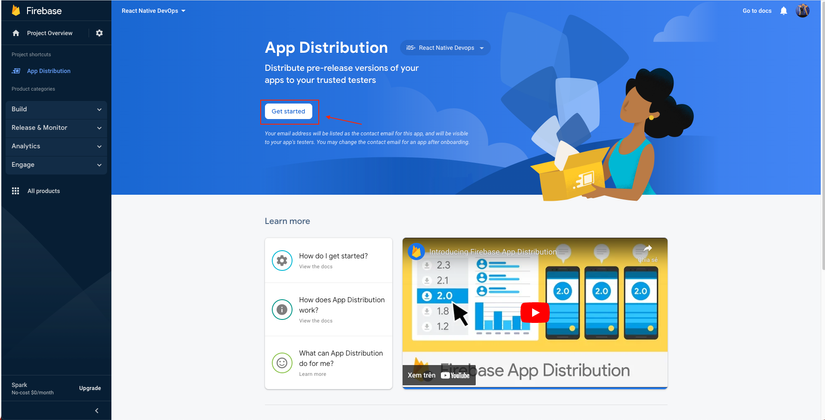 Firebase
React Native DevOps
Go to docs
Project Overview
Project shortcuts
App Distribution
Product categories
Build
Release & Monitor
Analytics
Engage
All products
Spark
No-cost $0/month
Upgrade
App Distribution
iOS+ React Native Devops
Distribute pre-release versions of your
apps to your trusted testers
Get started
Your email address will be listed as the contact email for this app, and will be visible
to your app's testers. You may change the contact email for an app after onboarding.
Learn more
How do I get started?
View the docs
How does App Distribution
work?
View the docs
What can App Distribution
do for me?
Learn more
Introducing Firebase App Distribution
2.3
2.1
2.0
1.8
1.2
2.0
2.0
2.0
Firebase App Distribution
Xem trên
YouTube